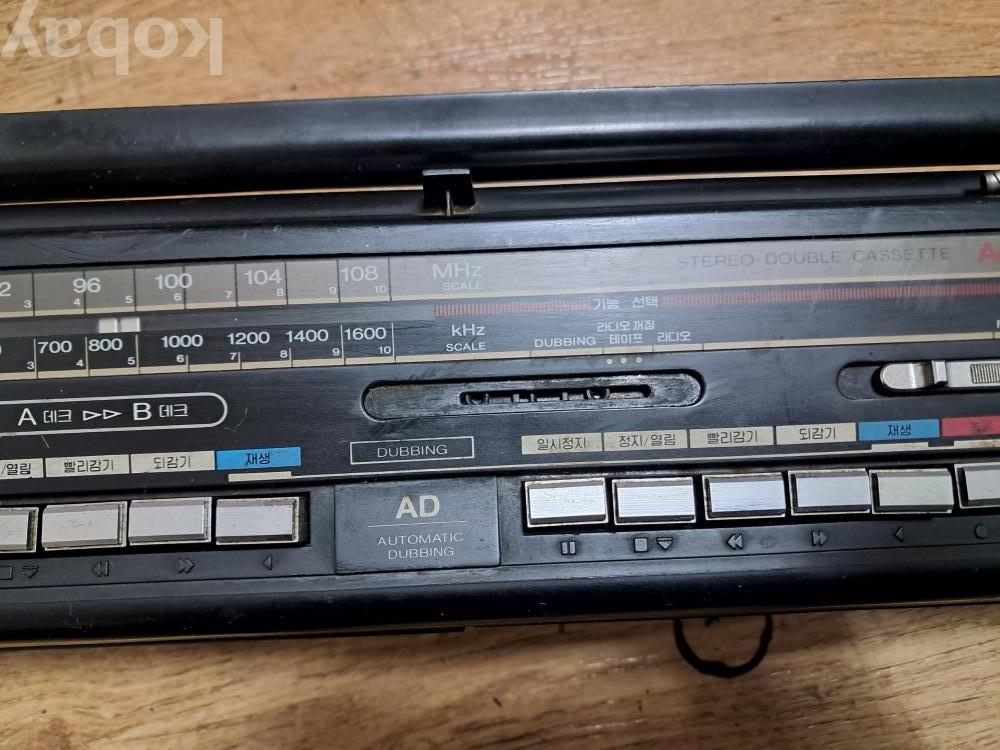 kobay
STEREO DOUBLE CASSETTE
96 100 104 108 MHz
3 4 5 6 7 8 9 10 SCALE
기능 선택
700 800 1000 1200 1400 1600 kHz
3 4 5 6 7 8 9 10 SCALE
라디오 꺼짐
DUBBING 테이프 라디오
A 데크 ▷▷ B 데크
DUBBING
/열림 빨리감기 되감기 재생
일시정지 정지/열림 빨리감기 되감기 재생
AD
AUTOMATIC
DUBBING